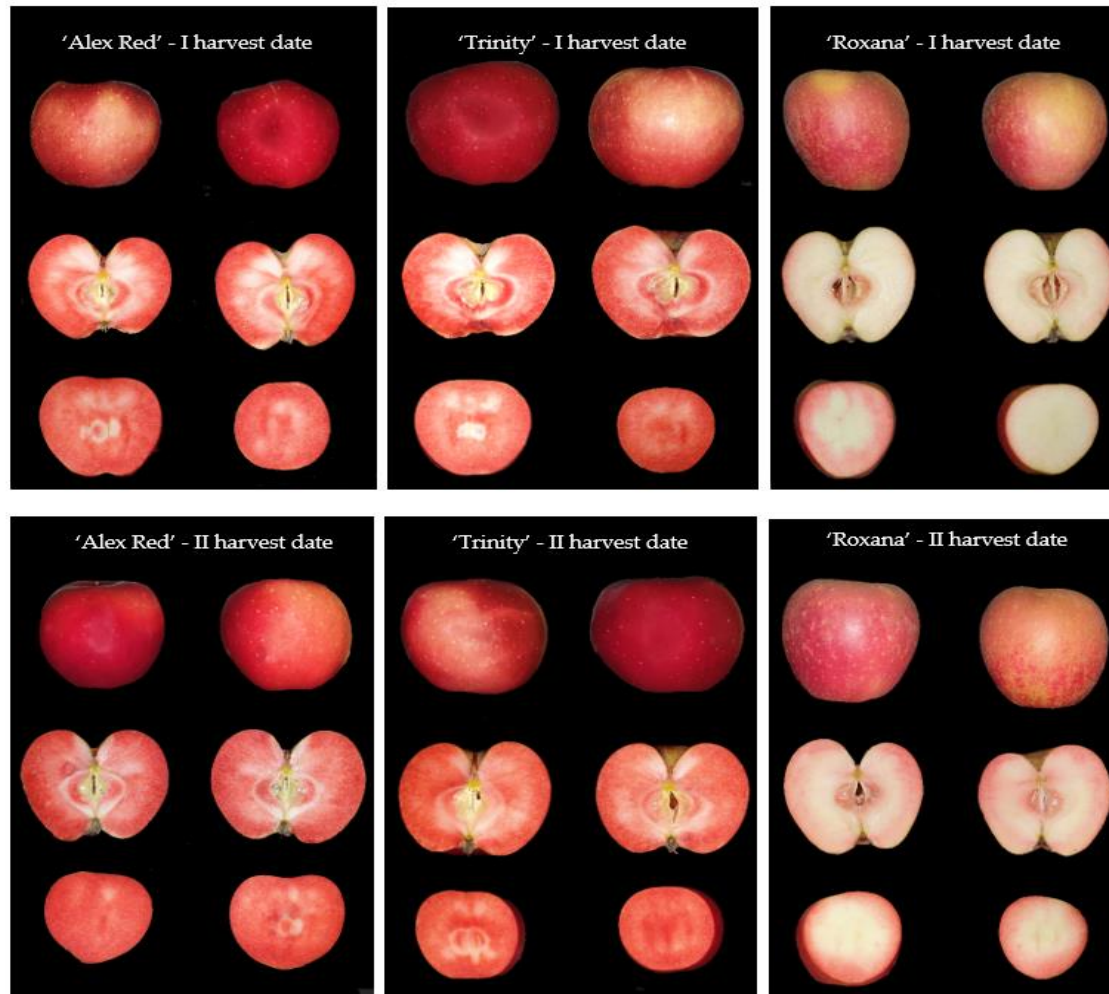 ‘Alex Red’ - I harvest date
‘Trinity’ - I harvest date
‘Roxana’ - I harvest date
‘Alex Red’ - II harvest date
‘Trinity’ - II harvest date
‘Roxana’ - II harvest date